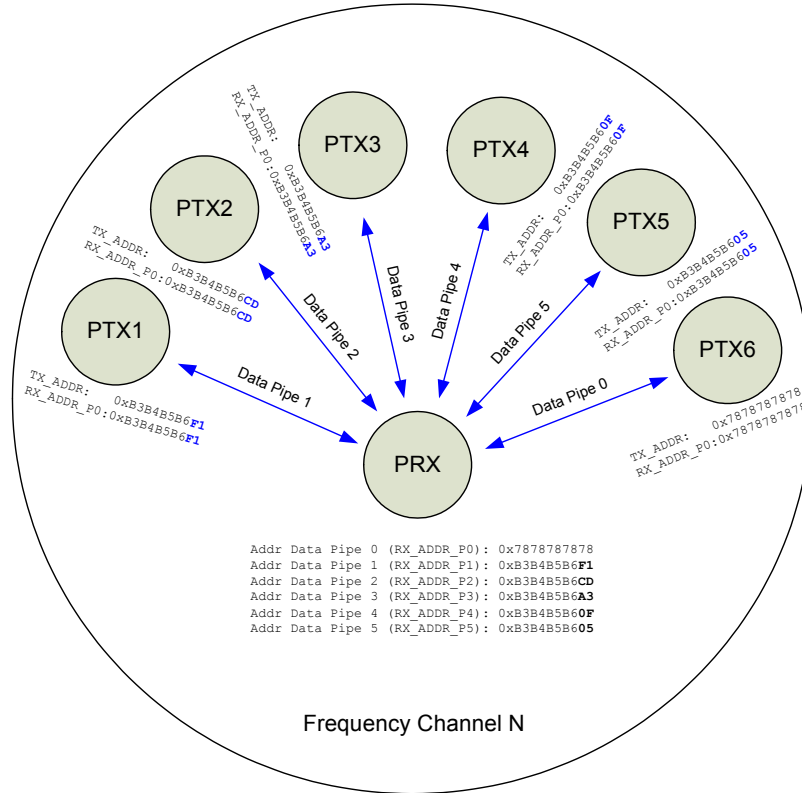 PTX3
PTX4
TX_ADDR: 0xB3B4B5B6A3
RX_ADDR_P0:0xB3B4B5B6A3
TX_ADDR: 0xB3B4B5B60F
RX_ADDR_P0:0xB3B4B5B60F
PTX2
PTX5
TX_ADDR: 0xB3B4B5B6CD
RX_ADDR_P0:0xB3B4B5B6CD
TX_ADDR: 0xB3B4B5B605
RX_ADDR_P0:0xB3B4B5B605
PTX1
PTX6
Data Pipe 2
Data Pipe 3
Data Pipe 4
Data Pipe 5
Data Pipe 1
Data Pipe 0
TX_ADDR: 0xB3B4B5B6F1
RX_ADDR_P0:0xB3B4B5B6F1
TX_ADDR: 0x7878787878
RX_ADDR_P0:0x7878787878
PRX
Addr Data Pipe 0 (RX_ADDR_P0): 0x7878787878
Addr Data Pipe 1 (RX_ADDR_P1): 0xB3B4B5B6F1
Addr Data Pipe 2 (RX_ADDR_P2): 0xB3B4B5B6CD
Addr Data Pipe 3 (RX_ADDR_P3): 0xB3B4B5B6A3
Addr Data Pipe 4 (RX_ADDR_P4): 0xB3B4B5B60F
Addr Data Pipe 5 (RX_ADDR_P5): 0xB3B4B5B605
Frequency Channel N